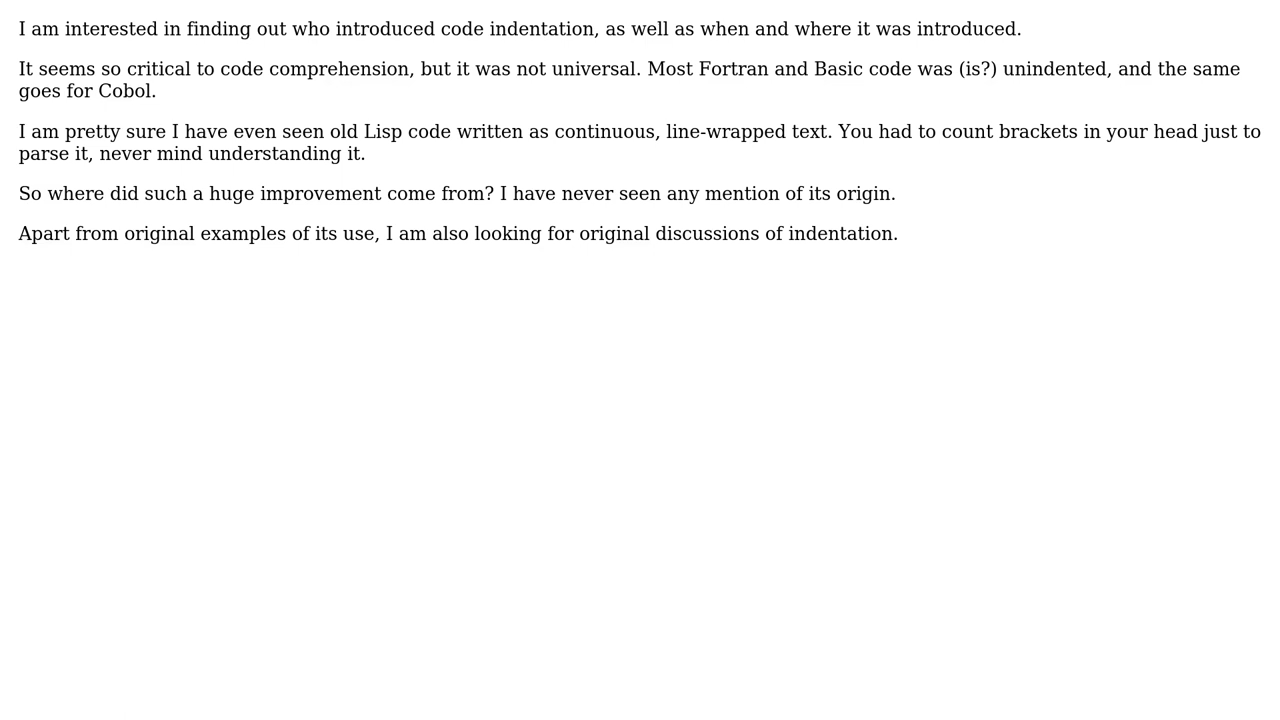 I am interested in finding out who introduced code indentation, as well as when and where it was introduced.
It seems so critical to code comprehension, but it was not universal. Most Fortran and Basic code was (is?) unindented, and the same
goes for Cobol.
I am pretty sure I have even seen old Lisp code written as continuous, line-wrapped text. You had to count brackets in your head just to
parse it, never mind understanding it.
So where did such a huge improvement come from? I have never seen any mention of its origin.
Apart from original examples of its use, I am also looking for original discussions of indentation.